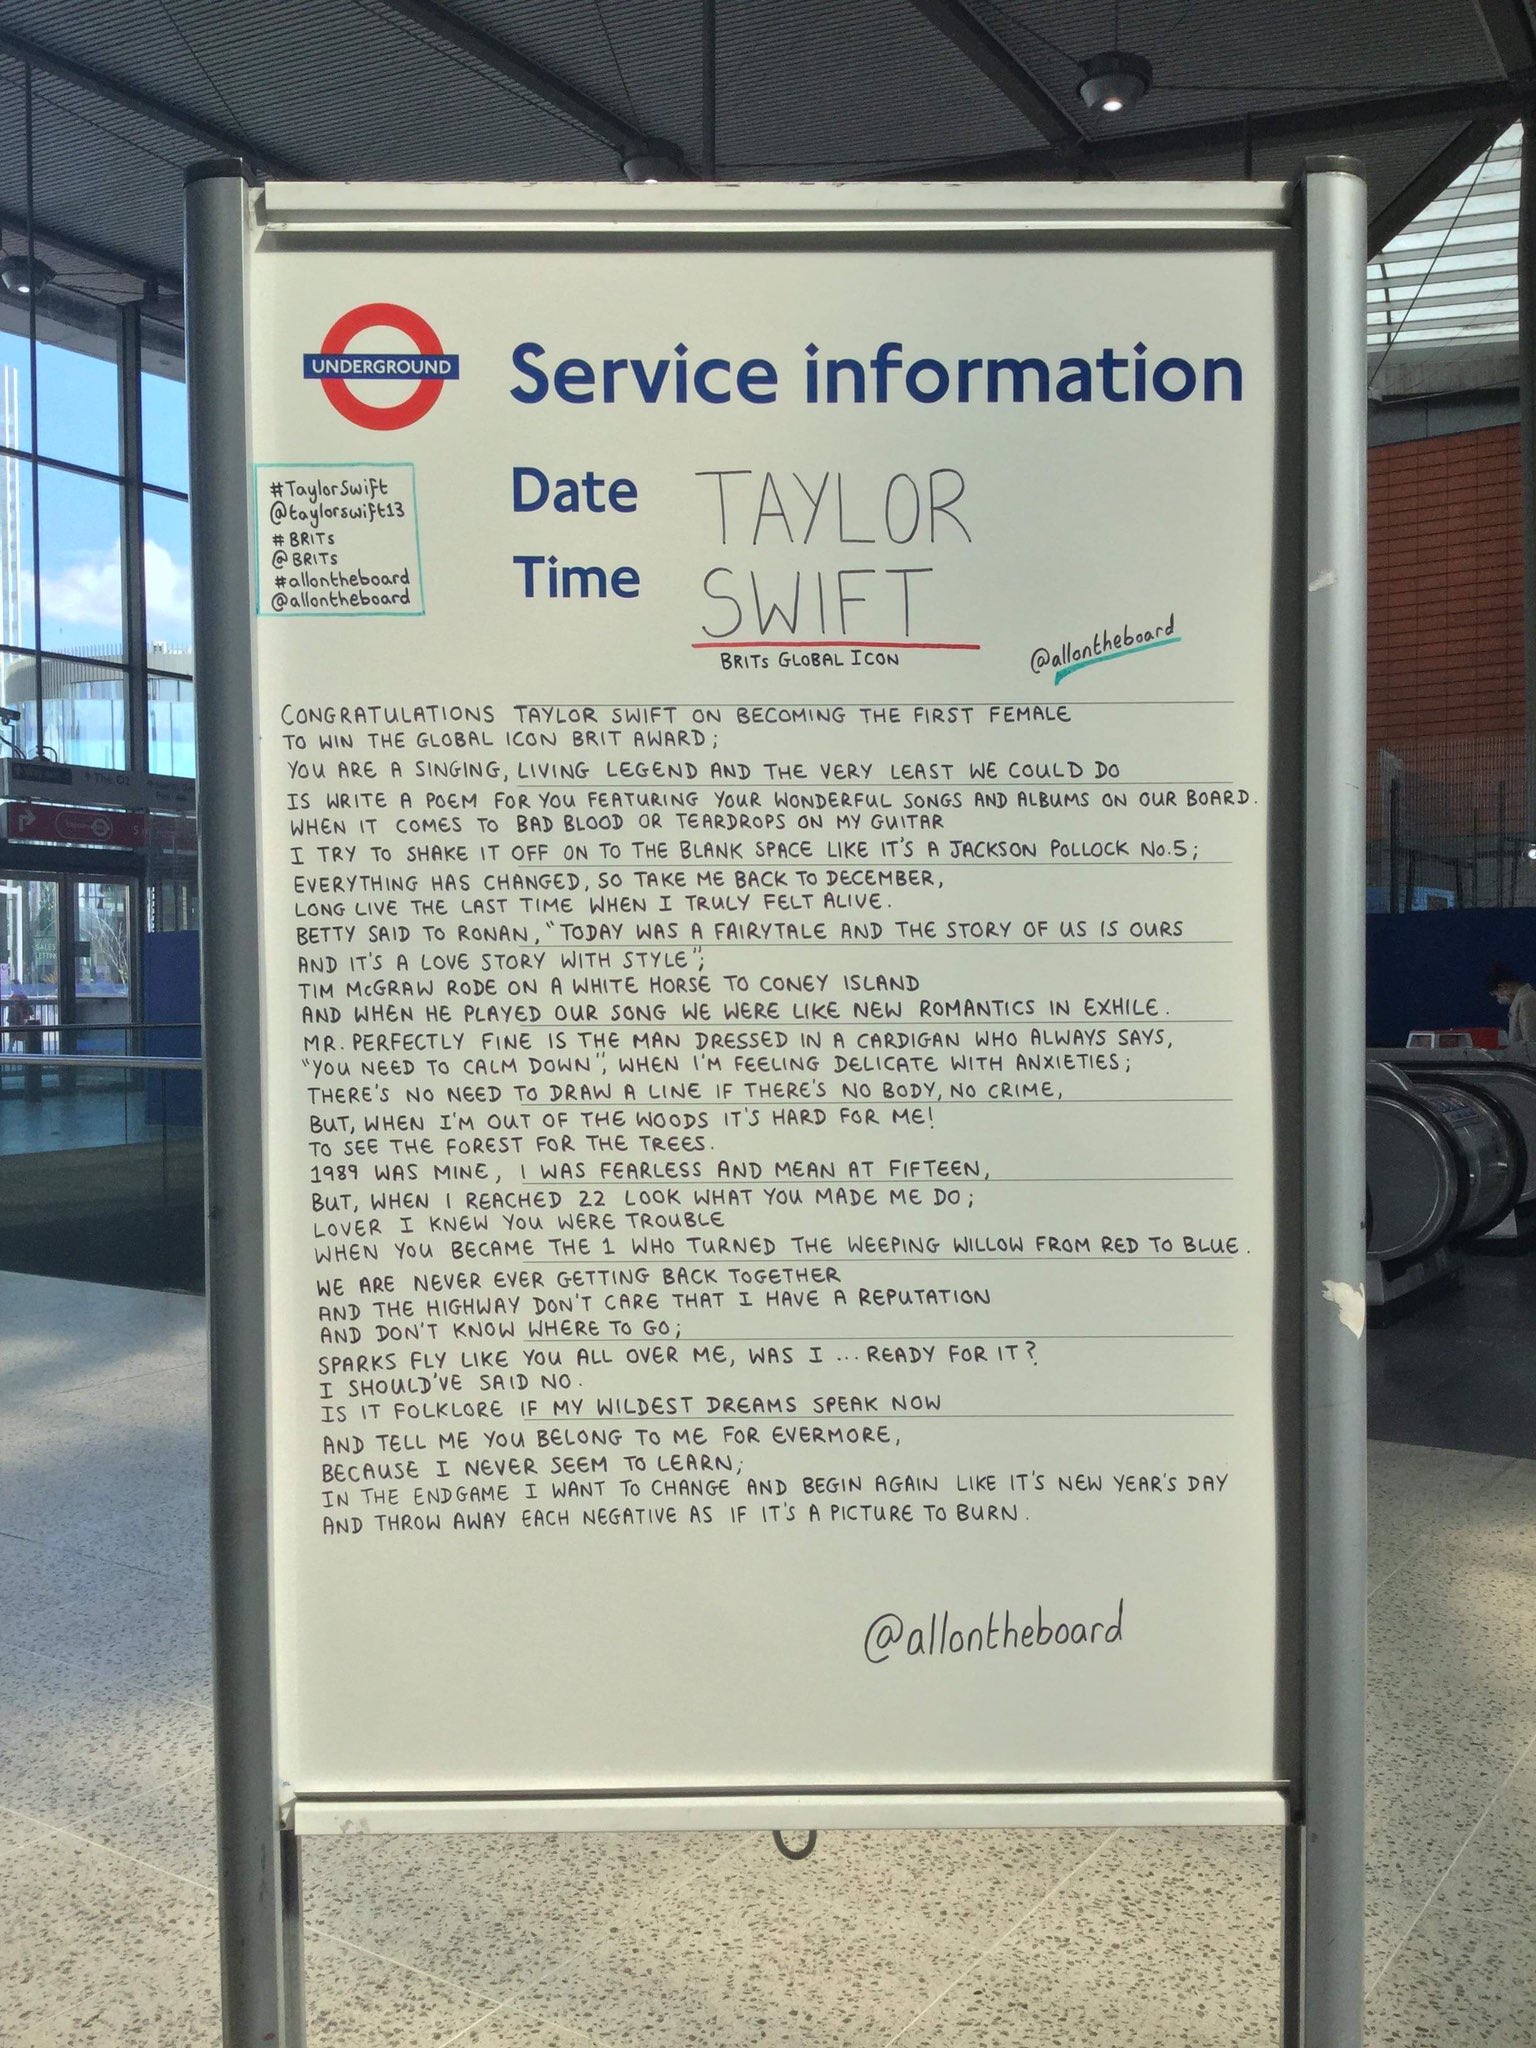 UNDERGROUND
Service information
#TaylorSwift
@taylorswift13
#BRITs
@BRITs
#allontheboard
@allontheboard
Date TAYLOR
Time SWIFT
BRITs GLOBAL ICON
@allontheboard
CONGRATULATIONS TAYLOR SWIFT ON BECOMING THE FIRST FEMALE
TO WIN THE GLOBAL ICON BRIT AWARD;
YOU ARE A SINGING, LIVING LEGEND AND THE VERY LEAST WE COULD DO
IS WRITE A POEM FOR YOU FEATURING YOUR WONDERFUL SONGS AND ALBUMS ON OUR BOARD.
WHEN IT COMES TO BAD BLOOD OR TEARDROPS ON MY GUITAR
I TRY TO SHAKE IT OFF ON TO THE BLANK SPACE LIKE IT'S A JACKSON POLLOCK No.5;
EVERYTHING HAS CHANGED, SO TAKE ME BACK TO DECEMBER,
LONG LIVE THE LAST TIME WHEN I TRULY FELT ALIVE.
BETTY SAID TO RONAN, "TODAY WAS A FAIRYTALE AND THE STORY OF US IS OURS
AND IT'S A LOVE STORY WITH STYLE";
TIM McGRAW RODE ON A WHITE HORSE TO CONEY ISLAND
AND WHEN HE PLAYED OUR SONG WE WERE LIKE NEW ROMANTICS IN EXHILE.
MR. PERFECTLY FINE IS THE MAN DRESSED IN A CARDIGAN WHO ALWAYS SAYS,
"YOU NEED TO CALM DOWN", WHEN I'M FEELING DELICATE WITH ANXIETIES;
THERE'S NO NEED TO DRAW A LINE IF THERE'S NO BODY, NO CRIME,
BUT, WHEN I'M OUT OF THE WOODS IT'S HARD FOR ME!
TO SEE THE FOREST FOR THE TREES.
1989 WAS MINE, I WAS FEARLESS AND MEAN AT FIFTEEN,
BUT, WHEN I REACHED 22 LOOK WHAT YOU MADE ME DO;
LOVER I KNEW YOU WERE TROUBLE
WHEN YOU BECAME THE 1 WHO TURNED THE WEEPING WILLOW FROM RED TO BLUE.
WE ARE NEVER EVER GETTING BACK TOGETHER
AND THE HIGHWAY DON'T CARE THAT I HAVE A REPUTATION
AND DON'T KNOW WHERE TO GO;
SPARKS FLY LIKE YOU ALL OVER ME, WAS I ... READY FOR IT?
I SHOULD'VE SAID NO.
IS IT FOLKLORE IF MY WILDEST DREAMS SPEAK NOW
AND TELL ME YOU BELONG TO ME FOR EVERMORE,
BECAUSE I NEVER SEEM TO LEARN;
IN THE ENDGAME I WANT TO CHANGE AND BEGIN AGAIN LIKE IT'S NEW YEAR'S DAY
AND THROW AWAY EACH NEGATIVE AS IF IT'S A PICTURE TO BURN.
@allontheboard